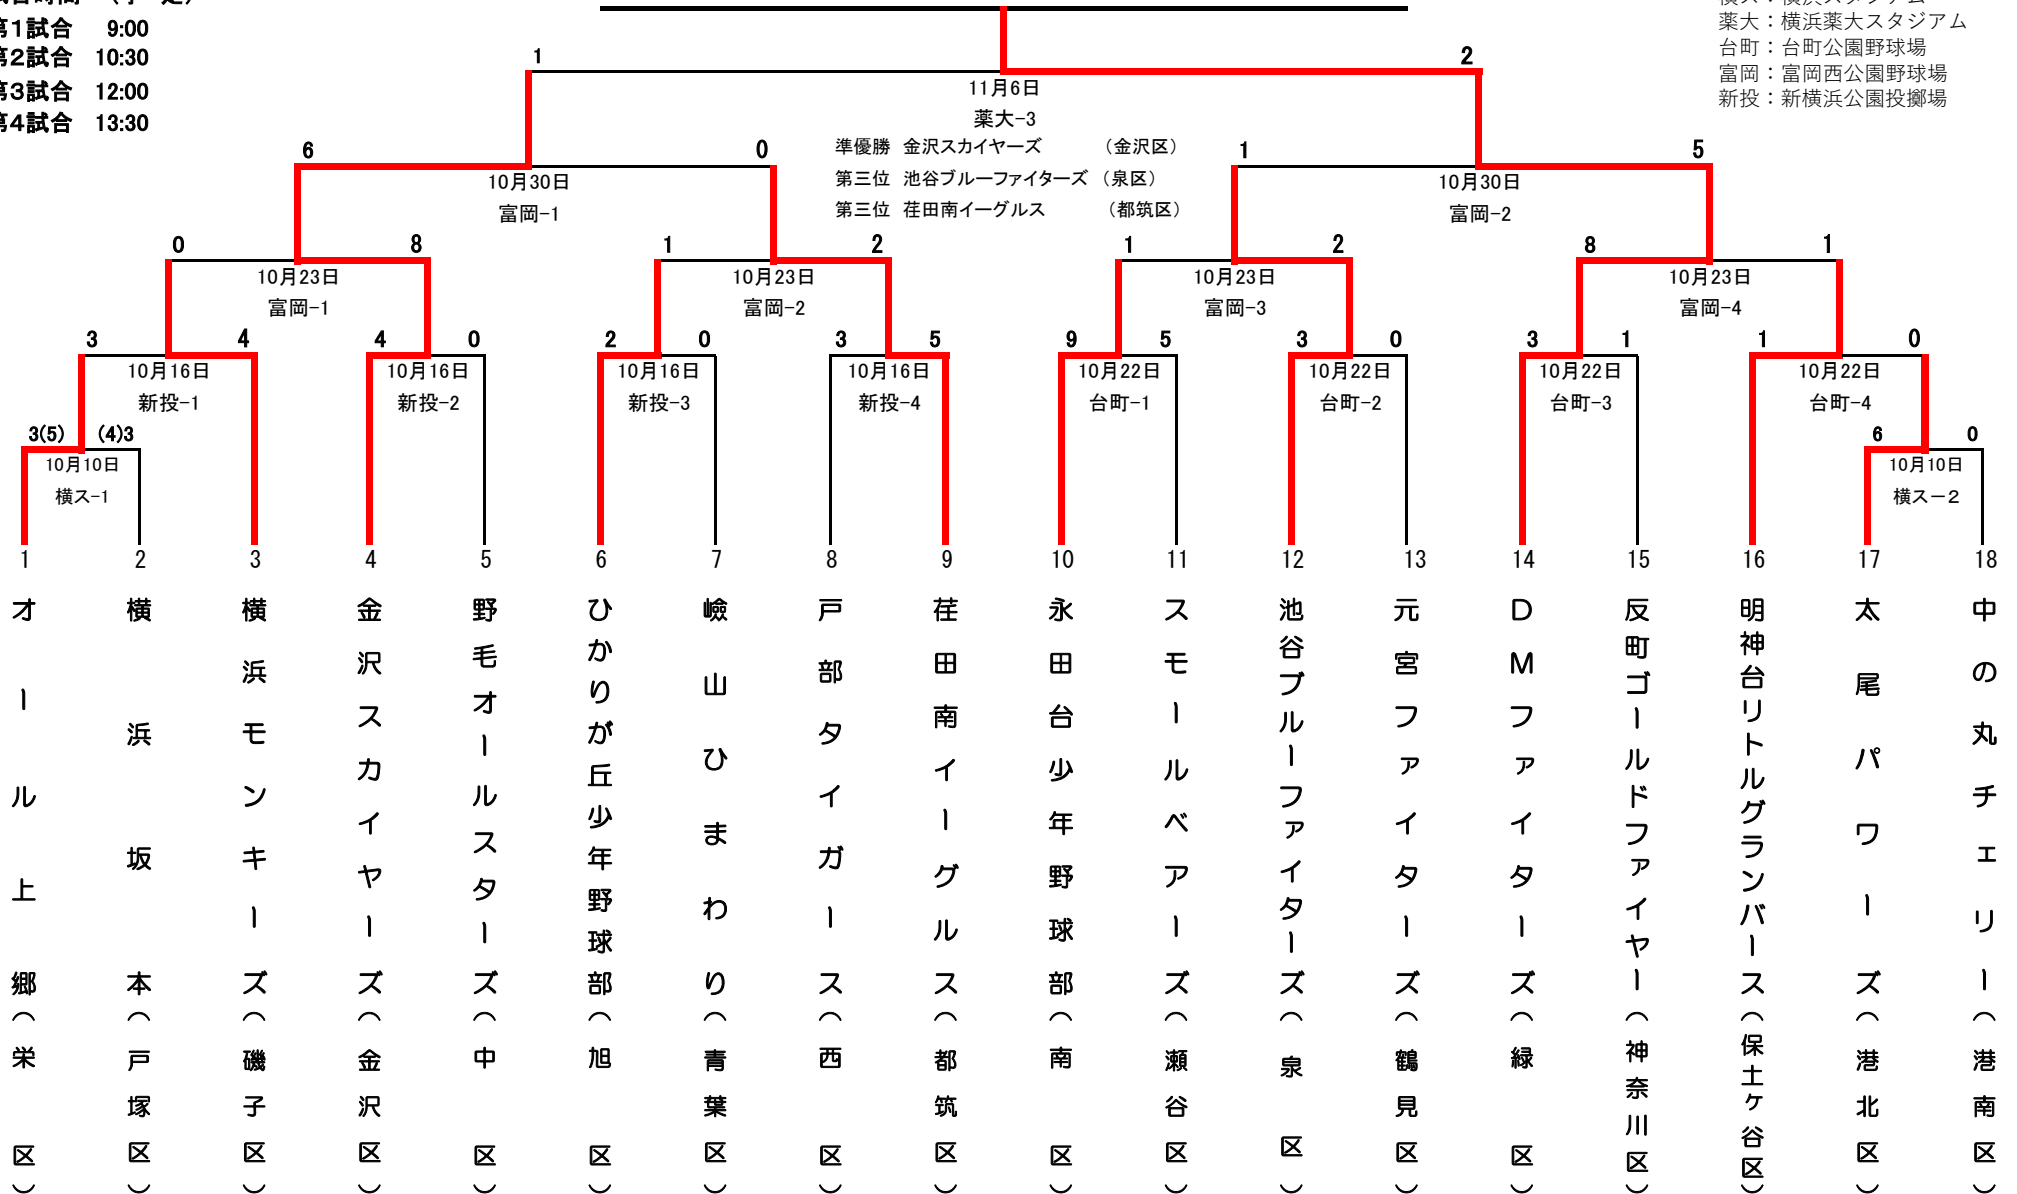 第1試合 9:00
第2試合 10:30
第3試合 12:00
第4試合 13:30
薬大：横浜薬大スタジアム
台町：台町公園野球場
富岡：富岡西公園野球場
新投：新横浜公園投擲場
1 2
11月6日
薬大-3
準優勝 金沢スカイヤーズ （金沢区）
第三位 池谷ブルーファイターズ （泉区）
第三位 荏田南イーグルス （都筑区）
6 0 1 5
10月30日 10月30日
富岡-1 富岡-2
0 8 1 2 1 2 8 1
10月23日 10月23日 10月23日 10月23日
富岡-1 富岡-2 富岡-3 富岡-4
3 4 4 0 2 0 3 5 9 5 3 0 3 1 1 0
10月16日 10月16日 10月16日 10月16日 10月22日 10月22日 10月22日 10月22日
新投-1 新投-2 新投-3 新投-4 台町-1 台町-2 台町-3 台町-4
3(5) (4)3 6 0
10月10日 10月10日
横ス-1 横ス－2
1 2 3 4 5 6 7 8 9 10 11 12 13 14 15 16 17 18
オール上郷（栄区）
横浜坂本（戸塚区）
横浜モンキーズ（磯子区）
金沢スカイヤーズ（金沢区）
野毛オールスターズ（中区）
ひかりが丘少年野球部（旭区）
嶮山ひまわり（青葉区）
戸部タイガース（西区）
荏田南イーグルス（都筑区）
永田台少年野球部（南区）
スモールベアーズ（瀬谷区）
池谷ブルーファイターズ（泉区）
元宮ファイターズ（鶴見区）
DMファイターズ（緑区）
反町ゴールドファイヤー（神奈川区）
明神台リトルグランバース（保土ヶ谷区）
太尾パワーズ（港北区）
中の丸チェリー（港南区）